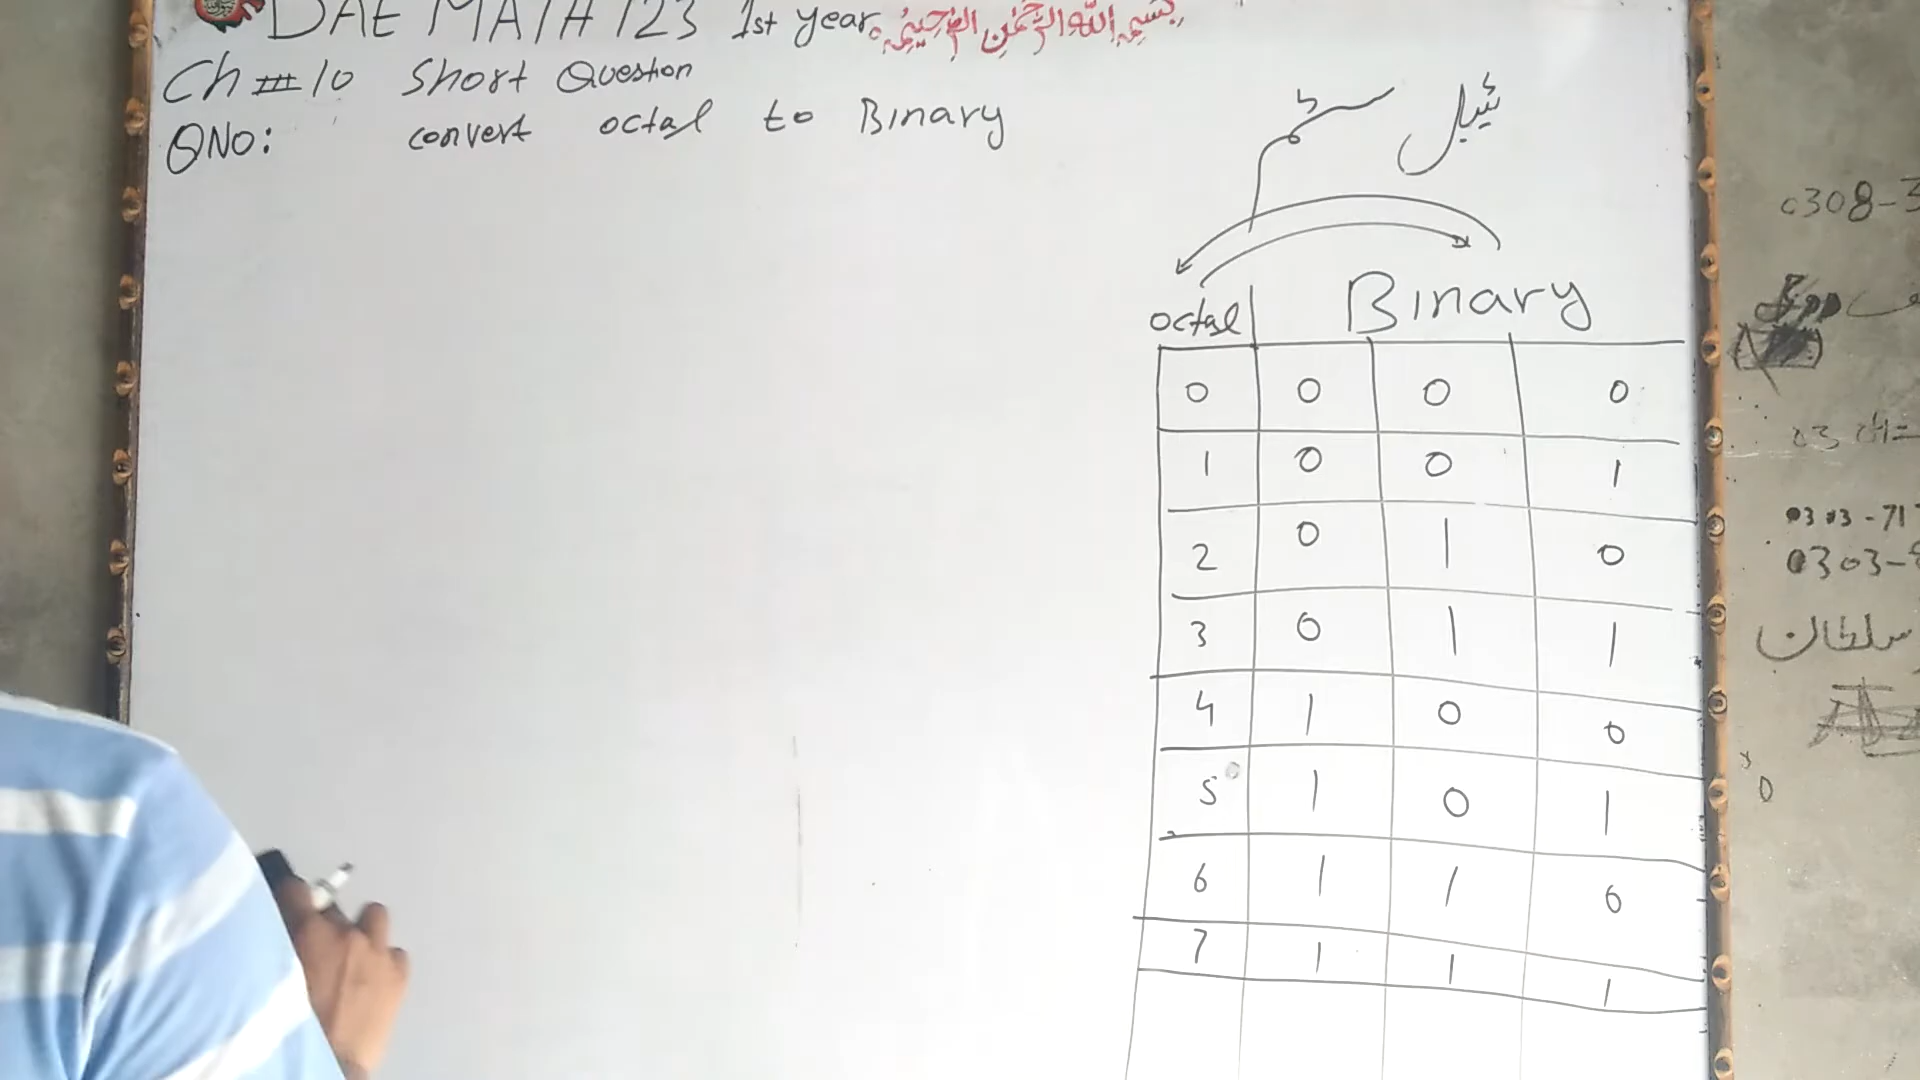 DAE MATH 123 1st year بسم الله الرحمن الرحيم
Ch # 10 Short Question
QNO: convert octal to Binary
ٹیبل
octal Binary
0 0 0 0
1 0 0 1
2 0 1 0
3 0 1 1
4 1 0 0
5 1 0 1
6 1 1 0
7 1 1 1
0308-3
0303-71
0303-
سلطان